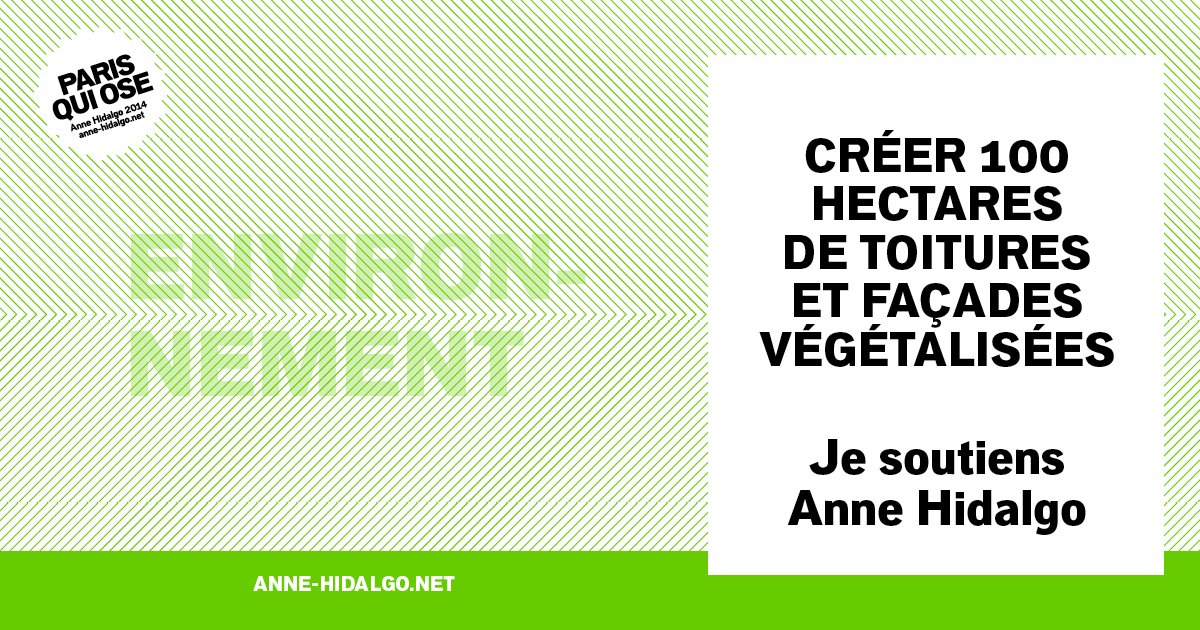 PARIS
QUI OSE
Anne Hidalgo 2014
anne-hidalgo.net
ENVIRON-
NEMENT
CRÉER 100
HECTARES
DE TOITURES
ET FAÇADES
VÉGÉTALISÉES
Je soutiens
Anne Hidalgo
ANNE-HIDALGO.NET